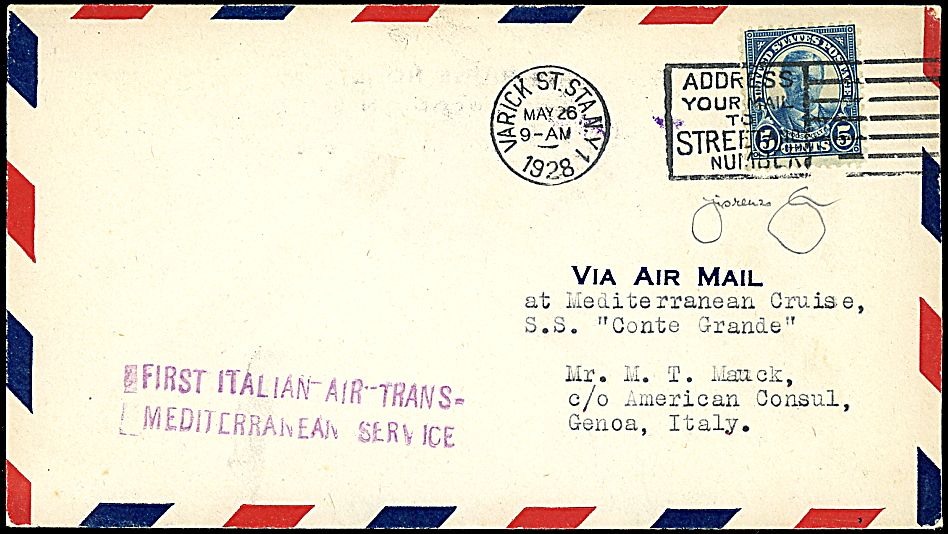 VARICK ST. STA. N.Y. 1
MAY 26
9-AM
1928
ADDRESS
YOUR MAIL
TO
STREET
NUMBER
UNITED STATES POSTAGE
5 CENTS 5
VIA AIR MAIL
at Mediterranean Cruise,
S.S. "Conte Grande"
Mr. M. T. Mauck,
c/o American Consul,
Genoa, Italy.
FIRST ITALIAN-AIR-TRANS-
MEDITERRANEAN SERVICE